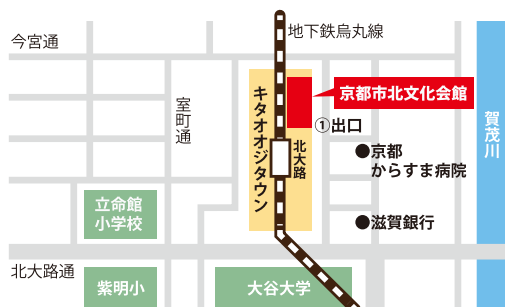 地下鉄烏丸線
今宮通
京都市北文化会館
キタオオジタウン
室町通
賀茂川
①出口
北大路
●京都
からすま病院
立命館
小学校
●滋賀銀行
北大路通
紫明小
大谷大学